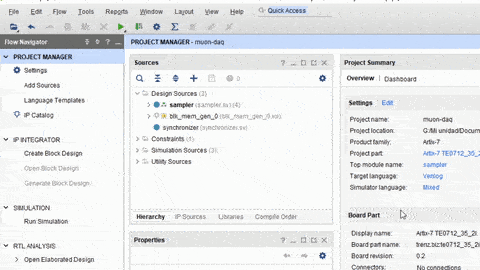 File Edit Flow Tools Reports Window Layout View Help Quick Access
Flow Navigator
PROJECT MANAGER - muon-daq
PROJECT MANAGER
Settings
Add Sources
Language Templates
IP Catalog
IP INTEGRATOR
Create Block Design
Open Block Design
Generate Block Design
SIMULATION
Run Simulation
RTL ANALYSIS
Open Elaborated Design
Sources
0
Design Sources (3)
sampler (sampler.sv) (4)
blk_mem_gen_0 (blk_mem_gen_0.xci)
synchronizer (synchronizer.sv)
Constraints (1)
Simulation Sources (3)
Utility Sources
Hierarchy IP Sources Libraries Compile Order
Properties
Project Summary
Overview Dashboard
Settings Edit
Project name: muon-daq
Project location: G:/Mi unidad/Docum
Product family: Artix-7
Project part: Artix-7 TE0712_35_2I
Top module name: sampler
Target language: Verilog
Simulator language: Mixed
Board Part
Display name: Artix-7 TE0712_35_2I
Board part name: trenz.biz:te0712_35_2i
Board revision: 0.2
Connectors: No connections